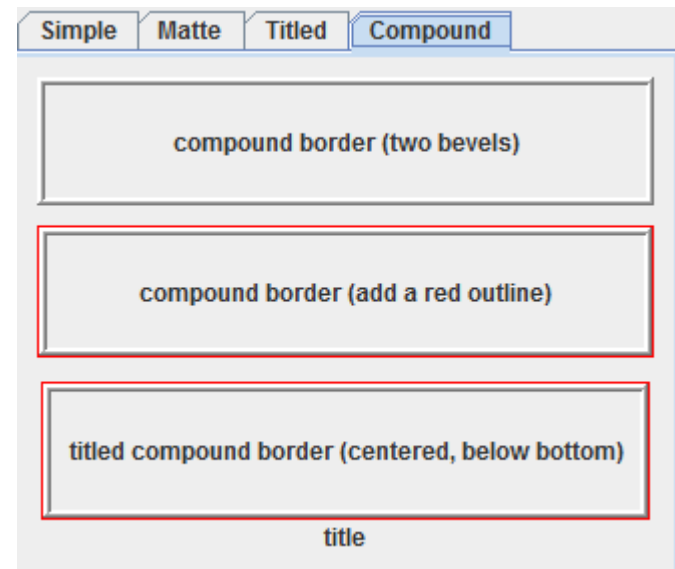 Simple Matte Titled Compound
compound border (two bevels)
compound border (add a red outline)
titled compound border (centered, below bottom)
title